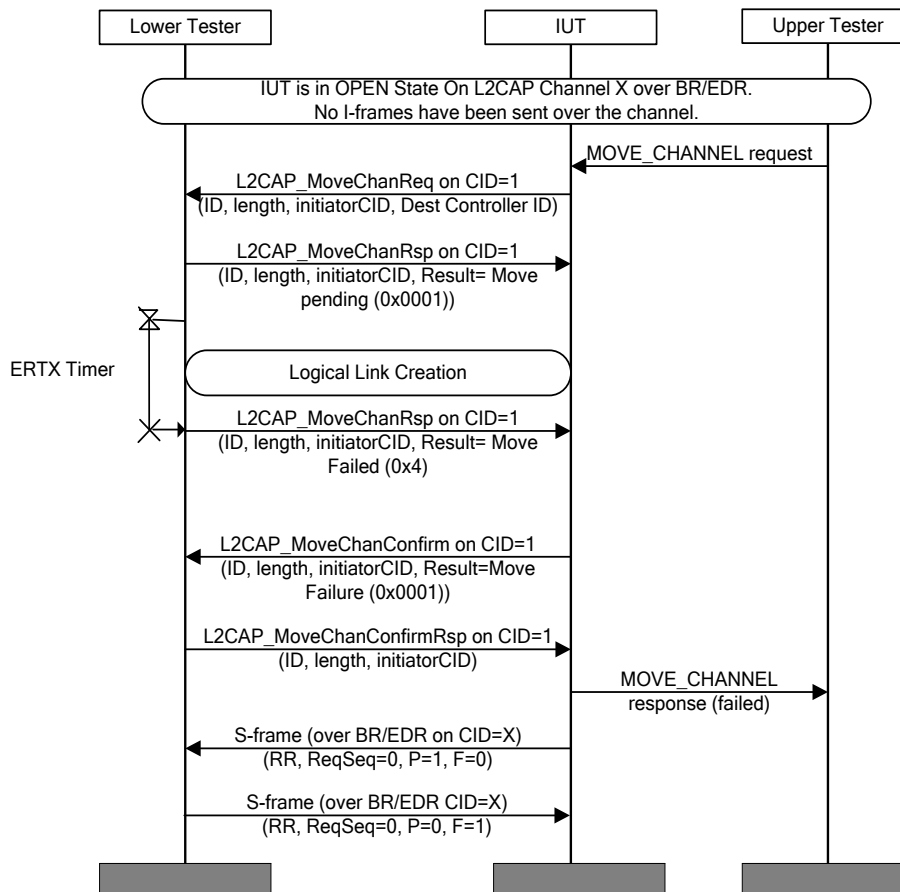 Lower Tester
IUT
Upper Tester
IUT is in OPEN State On L2CAP Channel X over BR/EDR.
No I-frames have been sent over the channel.
MOVE_CHANNEL request
L2CAP_MoveChanReq on CID=1
(ID, length, initiatorCID, Dest Controller ID)
L2CAP_MoveChanRsp on CID=1
(ID, length, initiatorCID, Result= Move
pending (0x0001))
ERTX Timer
Logical Link Creation
L2CAP_MoveChanRsp on CID=1
(ID, length, initiatorCID, Result= Move
Failed (0x4)
L2CAP_MoveChanConfirm on CID=1
(ID, length, initiatorCID, Result=Move
Failure (0x0001))
L2CAP_MoveChanConfirmRsp on CID=1
(ID, length, initiatorCID)
MOVE_CHANNEL
response (failed)
S-frame (over BR/EDR on CID=X)
(RR, ReqSeq=0, P=1, F=0)
S-frame (over BR/EDR CID=X)
(RR, ReqSeq=0, P=0, F=1)